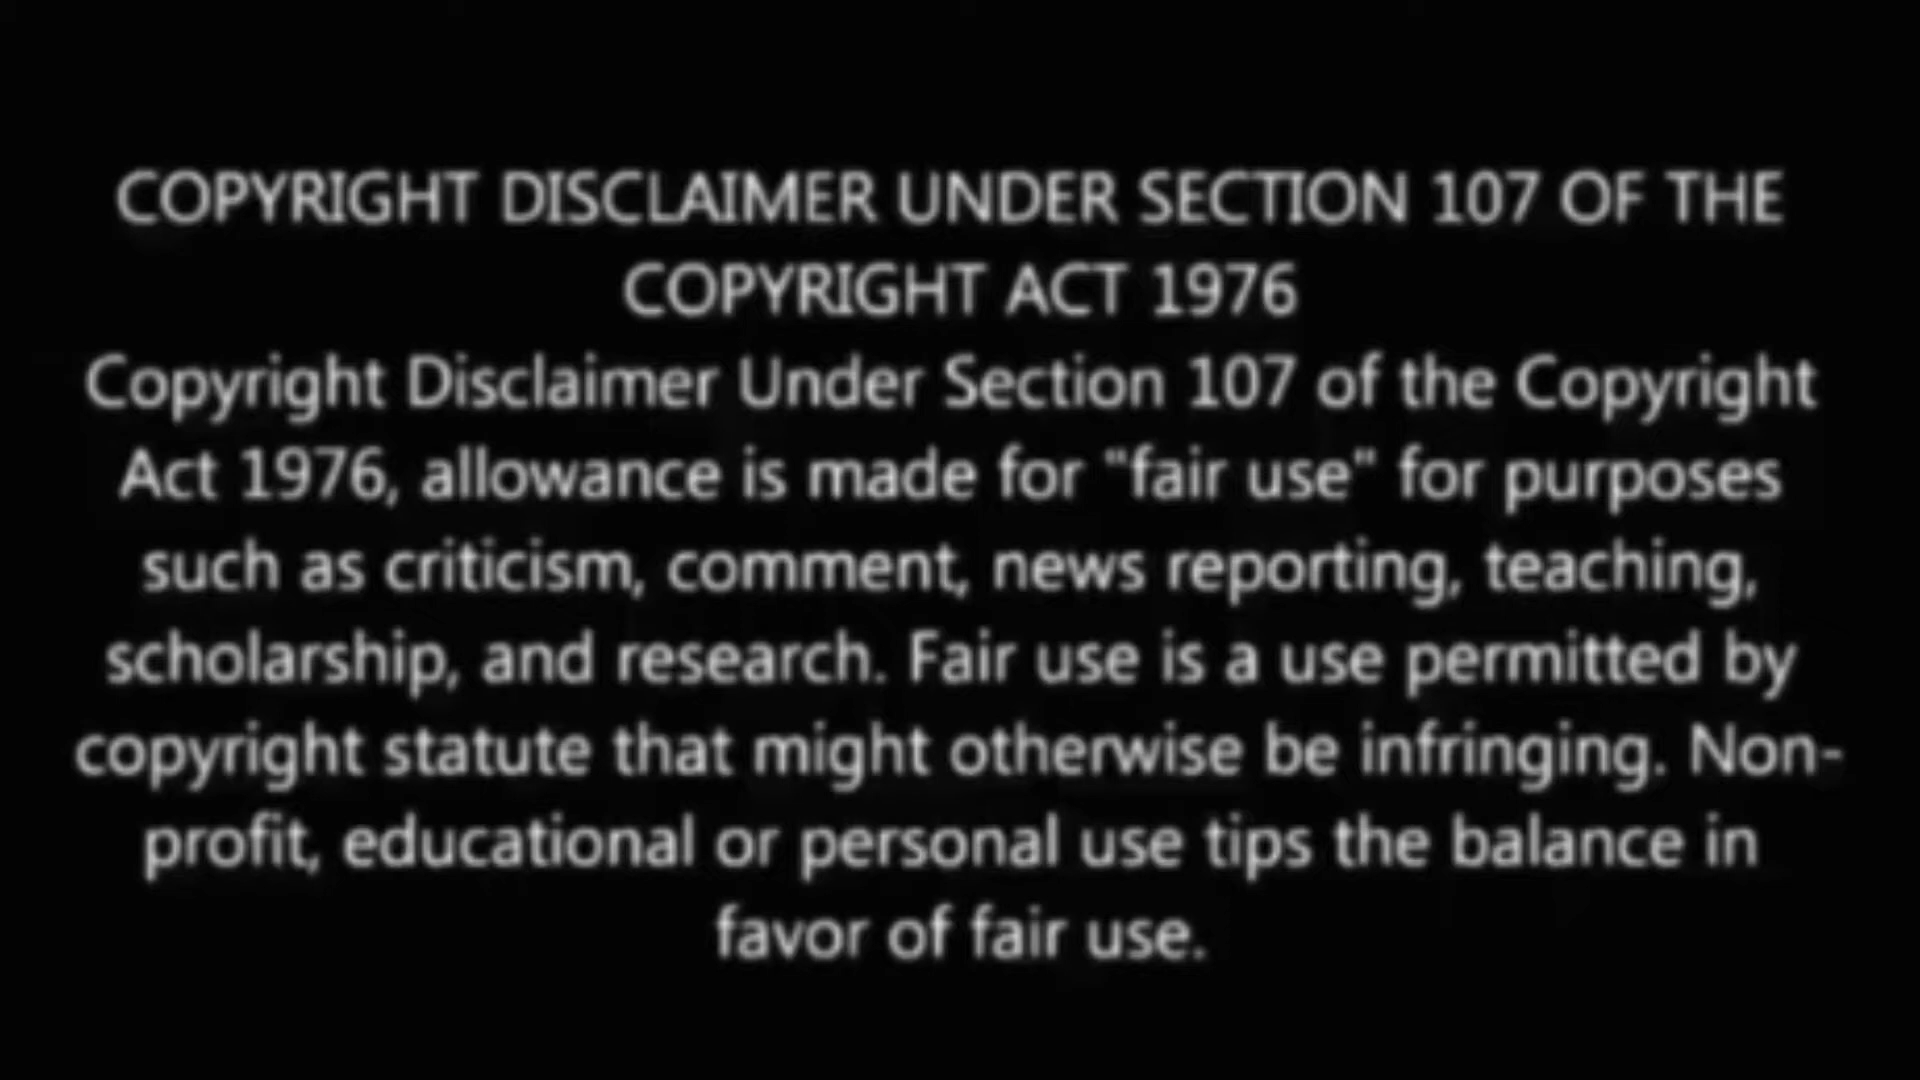 COPYRIGHT DISCLAIMER UNDER SECTION 107 OF THE
COPYRIGHT ACT 1976
Copyright Disclaimer Under Section 107 of the Copyright
Act 1976, allowance is made for "fair use" for purposes
such as criticism, comment, news reporting, teaching,
scholarship, and research. Fair use is a use permitted by
copyright statute that might otherwise be infringing. Non-
profit, educational or personal use tips the balance in
favor of fair use.